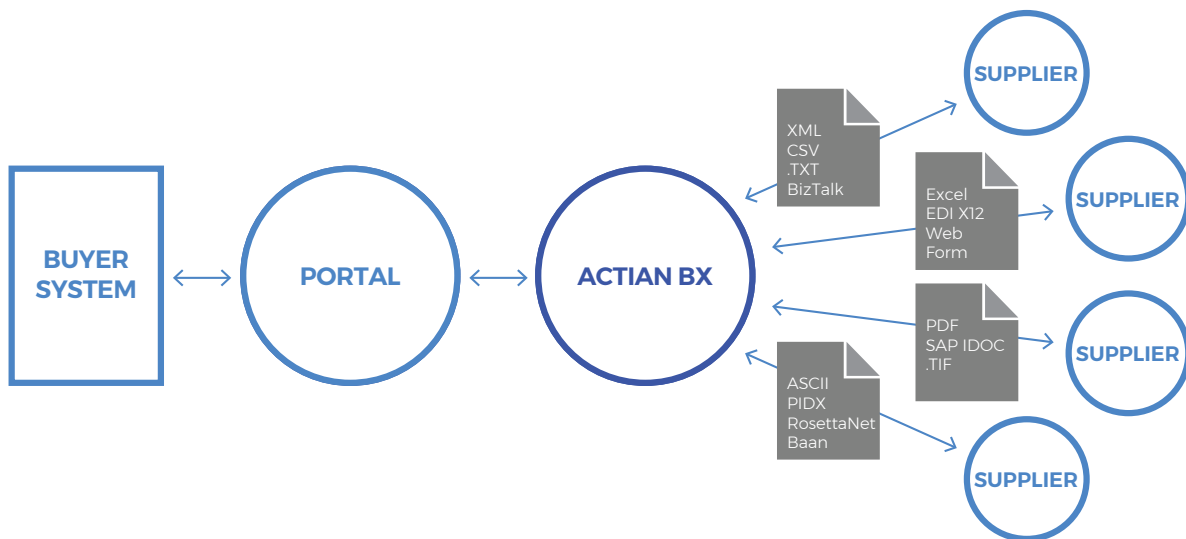 BUYER
SYSTEM
PORTAL
ACTIAN BX
XML
CSV
.TXT
BizTalk
SUPPLIER
Excel
EDI X12
Web
Form
SUPPLIER
PDF
SAP IDOC
.TIF
SUPPLIER
ASCII
PIDX
RosettaNet
Baan
SUPPLIER